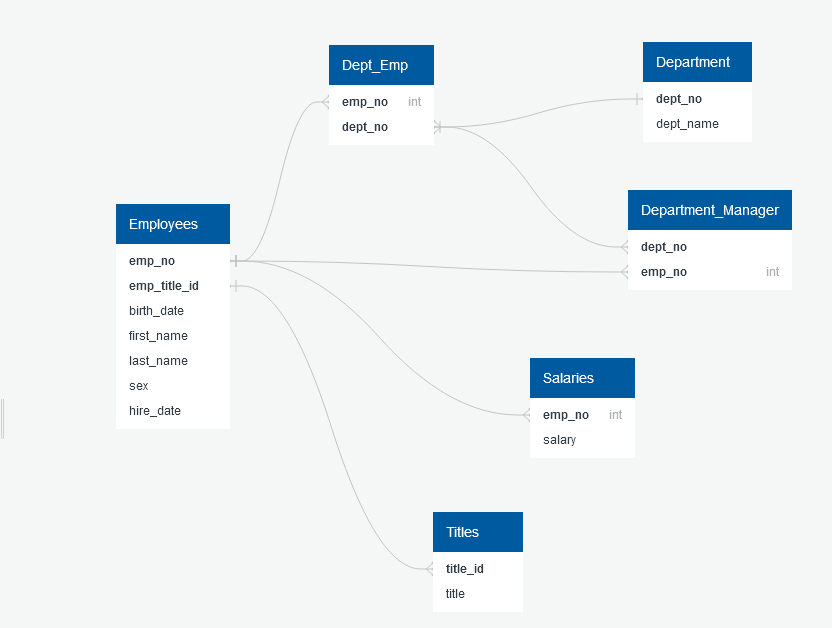 Dept_Emp
emp_no int
dept_no
Department
dept_no
dept_name
Employees
emp_no
emp_title_id
birth_date
first_name
last_name
sex
hire_date
Department_Manager
dept_no
emp_no int
Salaries
emp_no int
salary
Titles
title_id
title